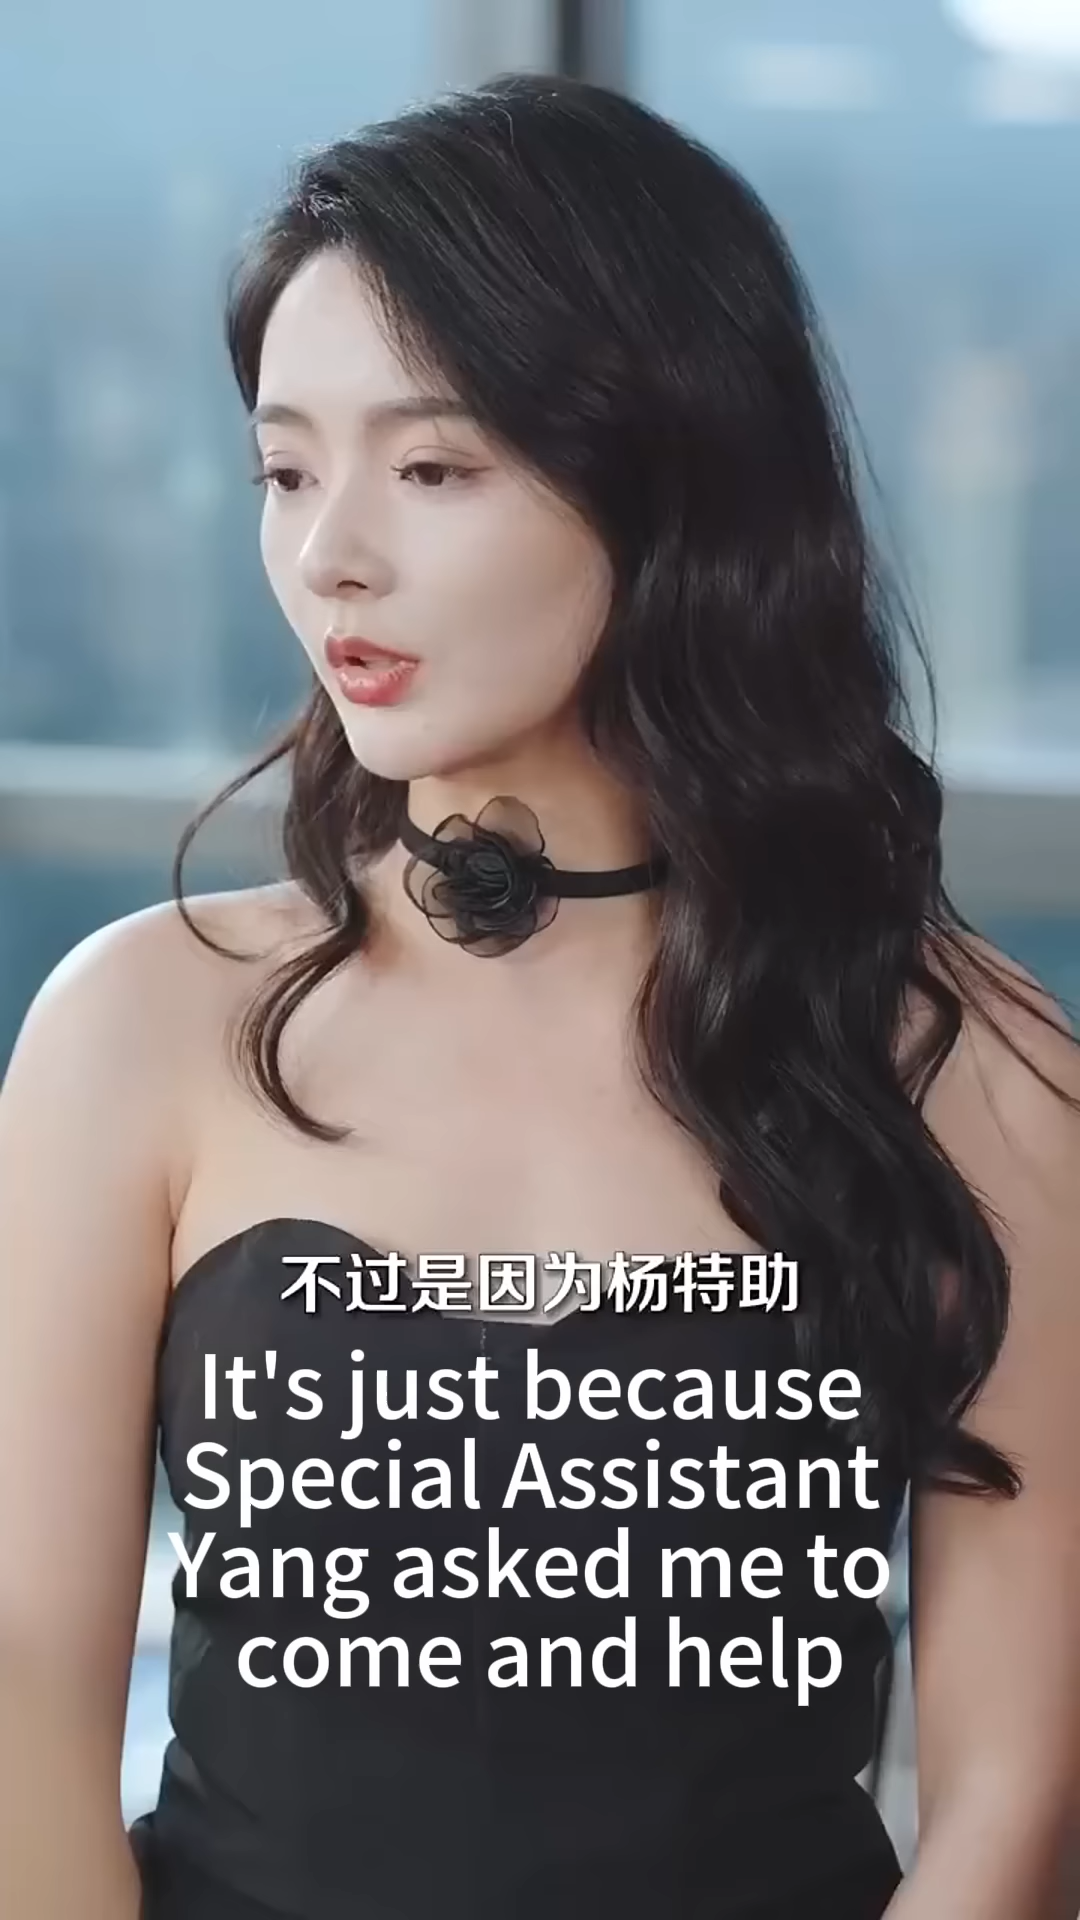 不过是因为杨特助
It's just because
Special Assistant
Yang asked me to
come and help